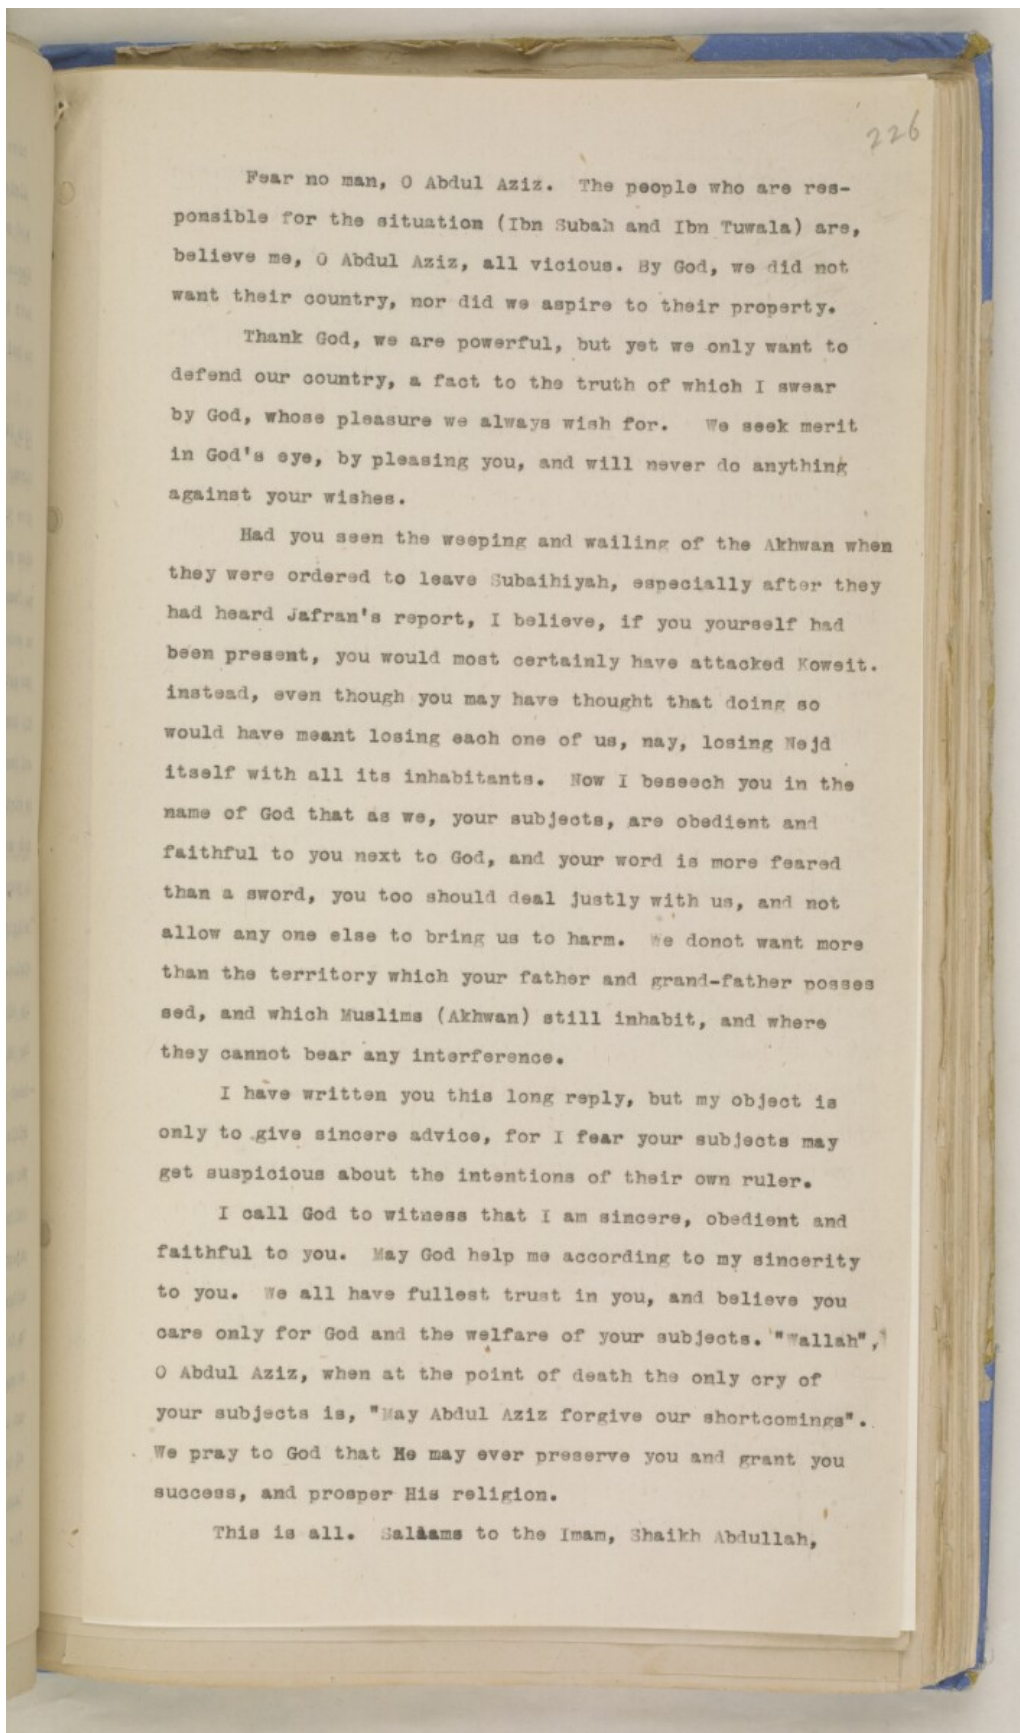 226
Fear no man, O Abdul Aziz. The people who are res-
ponsible for the situation (Ibn Subah and Ibn Tuwala) are,
believe me, O Abdul Aziz, all vicious. By God, we did not
want their country, nor did we aspire to their property.
Thank God, we are powerful, but yet we only want to
defend our country, a fact to the truth of which I swear
by God, whose pleasure we always wish for. We seek merit
in God's eye, by pleasing you, and will never do anything
against your wishes.
Had you seen the weeping and wailing of the Akhwan when
they were ordered to leave Subaihiyah, especially after they
had heard Jafran's report, I believe, if you yourself had
been present, you would most certainly have attacked Koweit.
instead, even though you may have thought that doing so
would have meant losing each one of us, nay, losing Nejd
itself with all its inhabitants. Now I beseech you in the
name of God that as we, your subjects, are obedient and
faithful to you next to God, and your word is more feared
than a sword, you too should deal justly with us, and not
allow any one else to bring us to harm. We donot want more
than the territory which your father and grand-father posses
sed, and which Muslims (Akhwan) still inhabit, and where
they cannot bear any interference.
I have written you this long reply, but my object is
only to give sincere advice, for I fear your subjects may
get suspicious about the intentions of their own ruler.
I call God to witness that I am sincere, obedient and
faithful to you. May God help me according to my sincerity
to you. We all have fullest trust in you, and believe you
care only for God and the welfare of your subjects. "Wallah",
O Abdul Aziz, when at the point of death the only cry of
your subjects is, "May Abdul Aziz forgive our shortcomings".
We pray to God that He may ever preserve you and grant you
success, and prosper His religion.
This is all. Salaams to the Imam, Shaikh Abdullah,